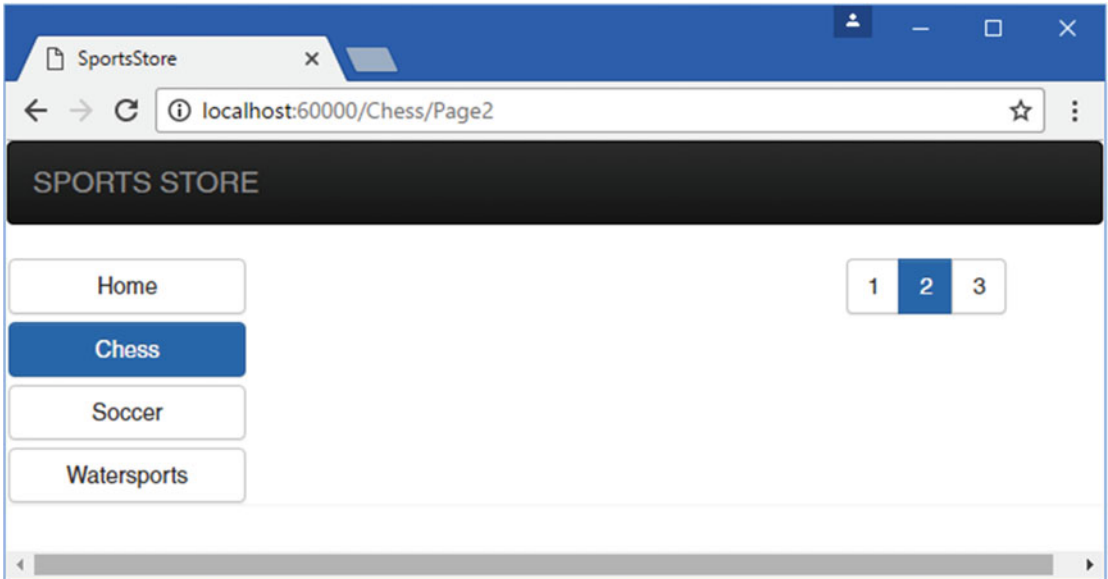 SportsStore
localhost:60000/Chess/Page2
SPORTS STORE
Home
1 2 3
Chess
Soccer
Watersports